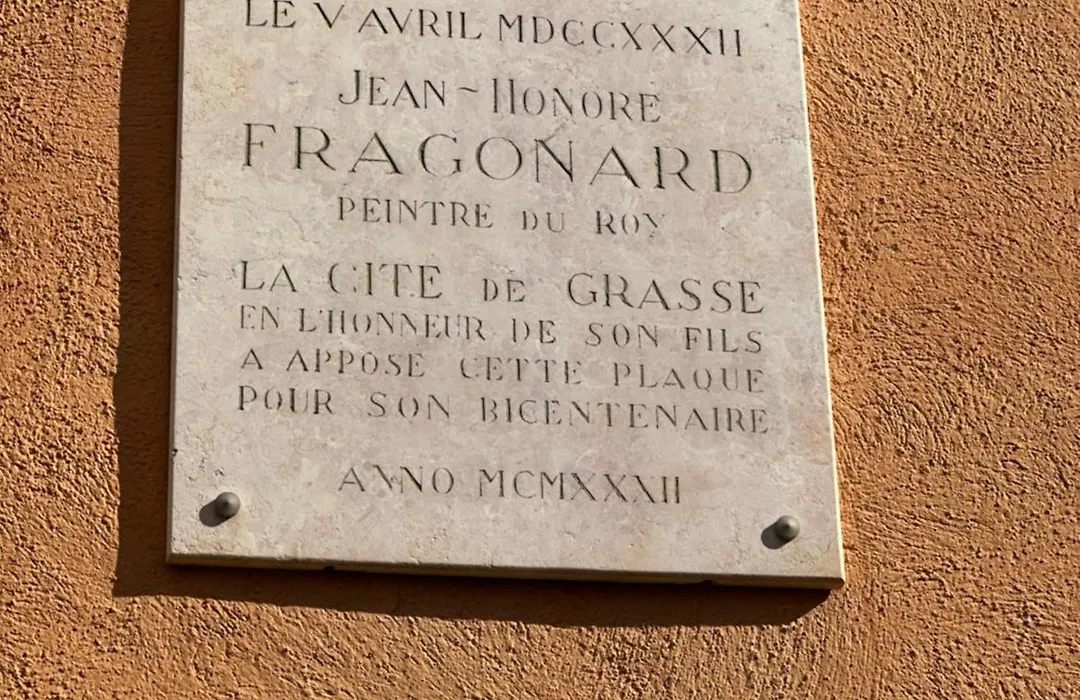 LE V AVRIL MDCCXXXII
JEAN-HONORE
FRAGONARD
PEINTRE DU ROY
LA CITE DE GRASSE
EN L'HONNEUR DE SON FILS
A APPOSE CETTE PLAQUE
POUR SON BICENTENAIRE
ANNO MCMXXXII